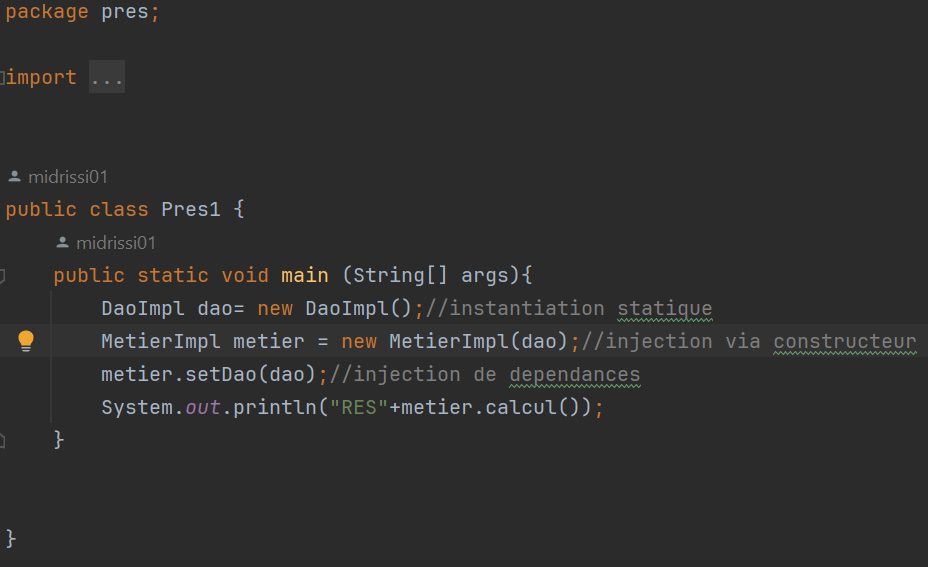 package pres;
import ...
midrissi01
public class Pres1 {
midrissi01
public static void main (String[] args){
DaoImpl dao= new DaoImpl();//instantiation statique
MetierImpl metier = new MetierImpl(dao);//injection via constructeur
metier.setDao(dao);//injection de dependances
System.out.println("RES"+metier.calcul());
}
}